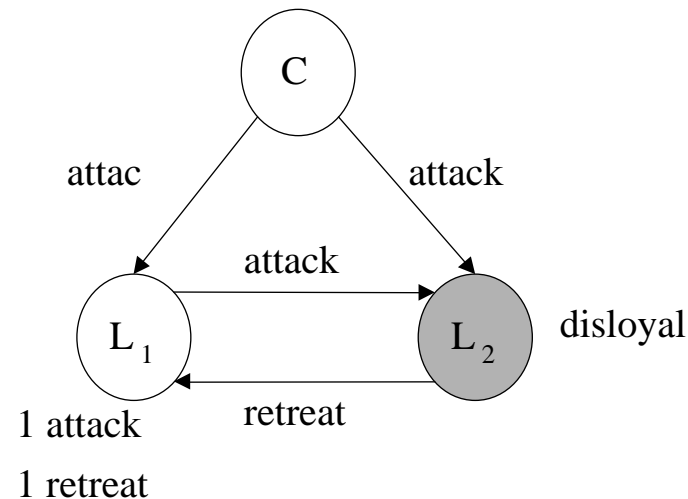 C
attac attack
attack
L1 L2 disloyal
retreat
1 attack
1 retreat